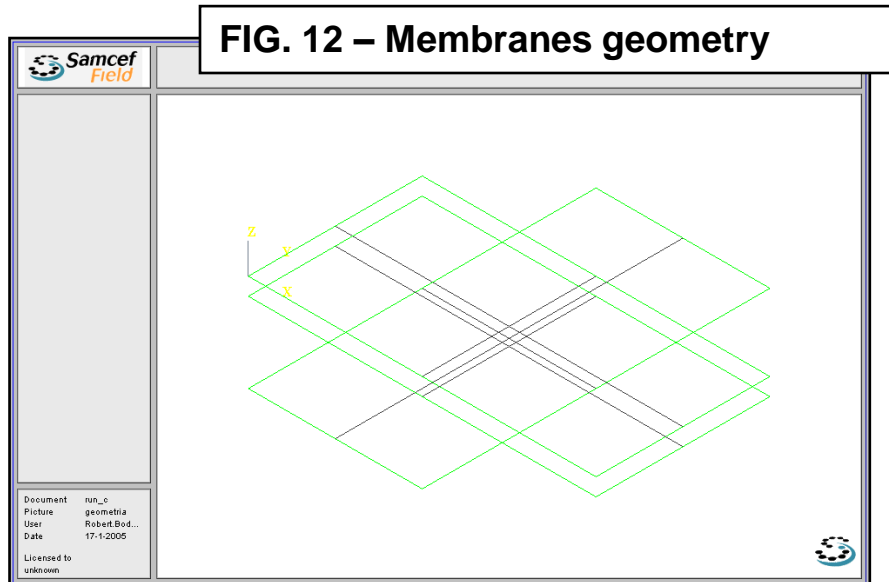 FIG. 12 – Membranes geometry
Samcef
Field
Z
Y
X
Document run_c
Picture geometria
User Robert.Bod...
Date 17-1-2005
Licensed to
unknown